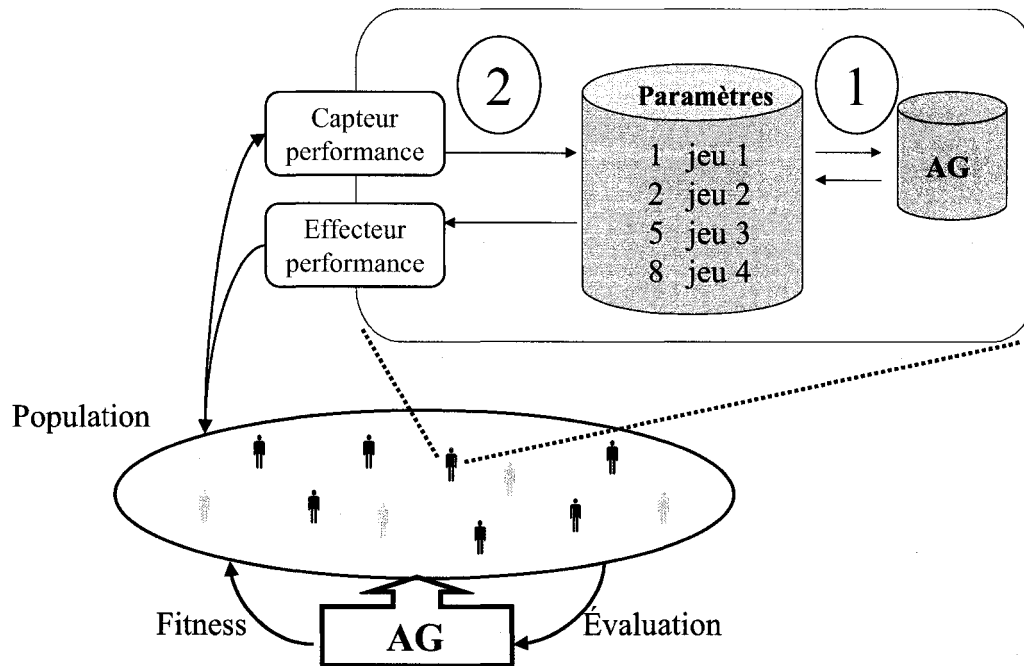 2
1
Capteur
performance
Paramètres
1 jeu 1
2 jeu 2
5 jeu 3
8 jeu 4
AG
Effecteur
performance
Population
Fitness
AG
Évaluation